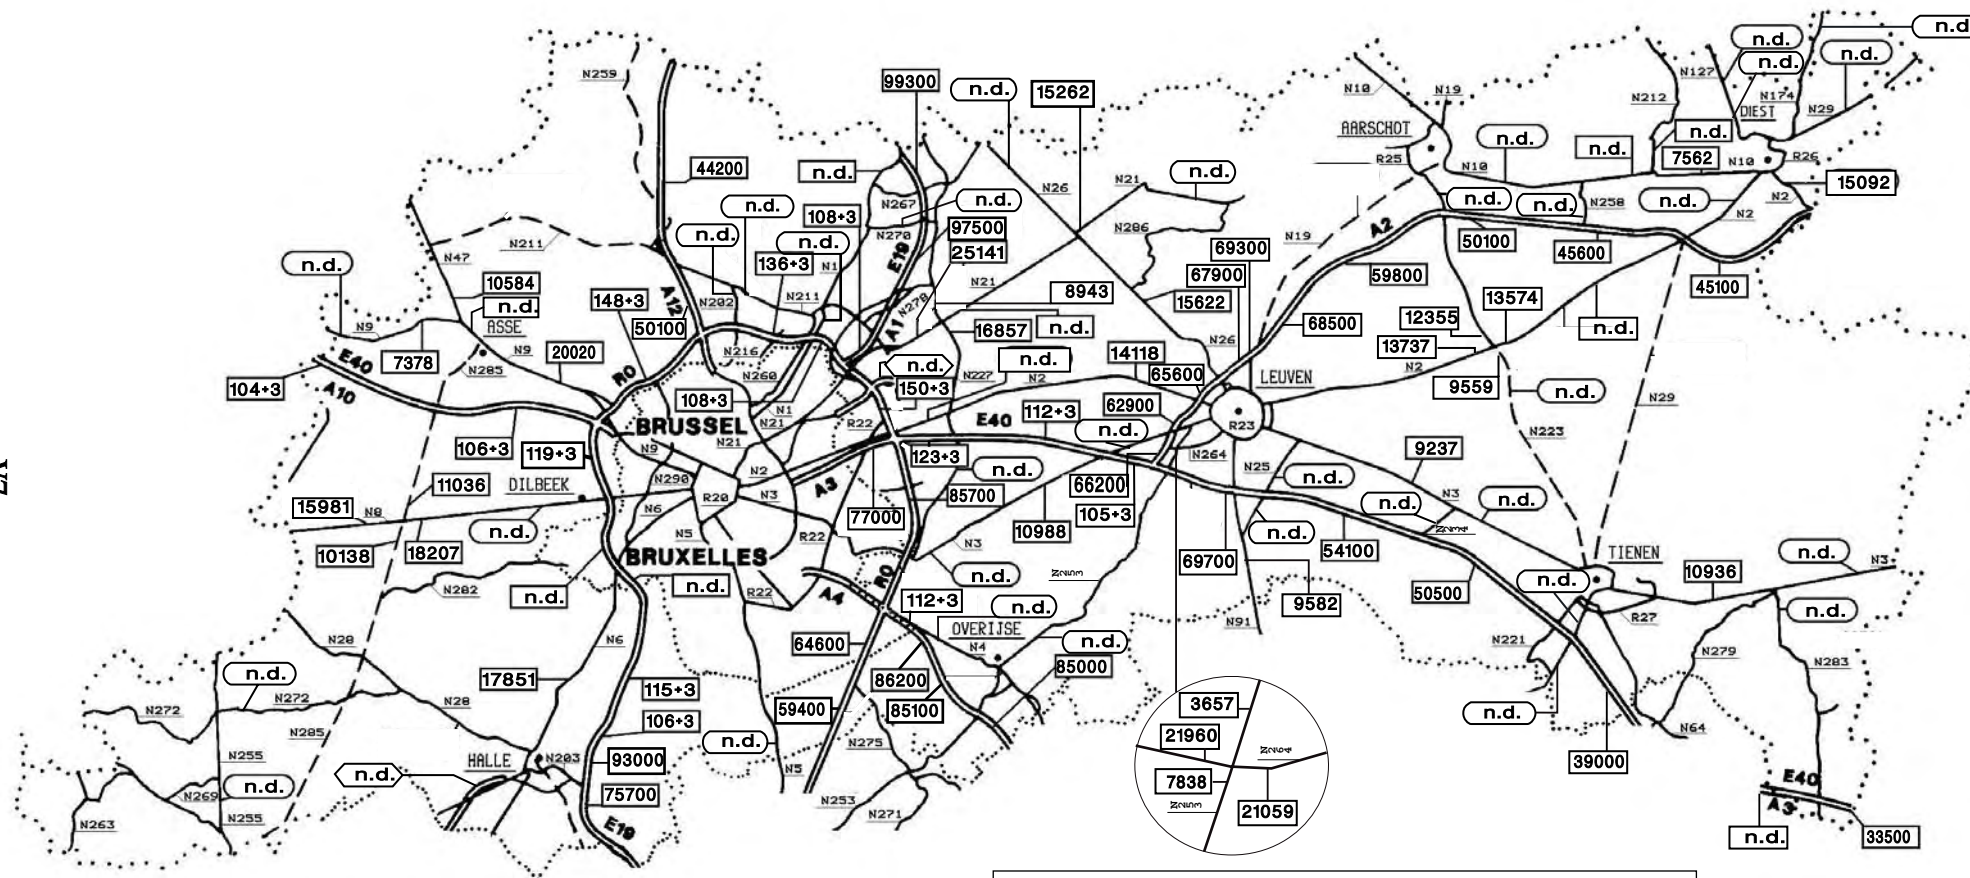 n.d.
N259
99300
n.d.
15262
N10
N19
N212
N127
n.d.
n.d.
N174
n.d.
N29
DIEST
AARSCHOT
R25
N10
n.d.
n.d.
n.d.
7562
N10
R26
15092
44200
n.d.
n.d.
108+3
N267
n.d.
N270
97500
25141
N26
N21
n.d.
N286
n.d.
n.d.
N258
n.d.
N2
N2
N211
N47
n.d.
n.d.
136+3
n.d.
N1
E19
N19
A2
50100
45600
45100
69300
67900
59800
10584
n.d.
ASSE
N9
7378
N285
N9
20020
148+3
A12
50100
N202
N211
N216
N260
A1
N278
N21
8943
n.d.
16857
15622
N26
68500
12355
13737
13574
n.d.
N2
9559
n.d.
N29
N223
E40
A10
104+3
106+3
R0
BRUSSEL
108+3
N1
N21
N21
R22
n.d.
150+3
N227
n.d.
N2
14118
65600
LEUVEN
62900
R23
E40
112+3
n.d.
N264
N25
n.d.
9237
N3
n.d.
n.d.
119+3
N9
N290
N2
N3
A3
R20
123+3
85700
n.d.
77000
66200
105+3
10988
N3
15981
N8
11036
DILBEEK
n.d.
10138
18207
N6
N5
BRUXELLES
R22
R0
n.d.
69700
n.d.
54100
50500
N282
n.d.
n.d.
R22
A4
112+3
n.d.
OVERIJSE
N4
n.d.
9582
N91
TIENEN
n.d.
10936
n.d.
N3
n.d.
R27
N221
N279
N283
N28
N6
64600
86200
85100
85000
n.d.
N272
N272
N28
17851
115+3
106+3
59400
N285
N255
n.d.
N275
3657
21960
7838
21059
n.d.
N64
39000
HALLE
N203
n.d.
93000
75700
N5
N253
N271
N269
n.d.
N255
N263
E19
E40
A3
n.d.
33500